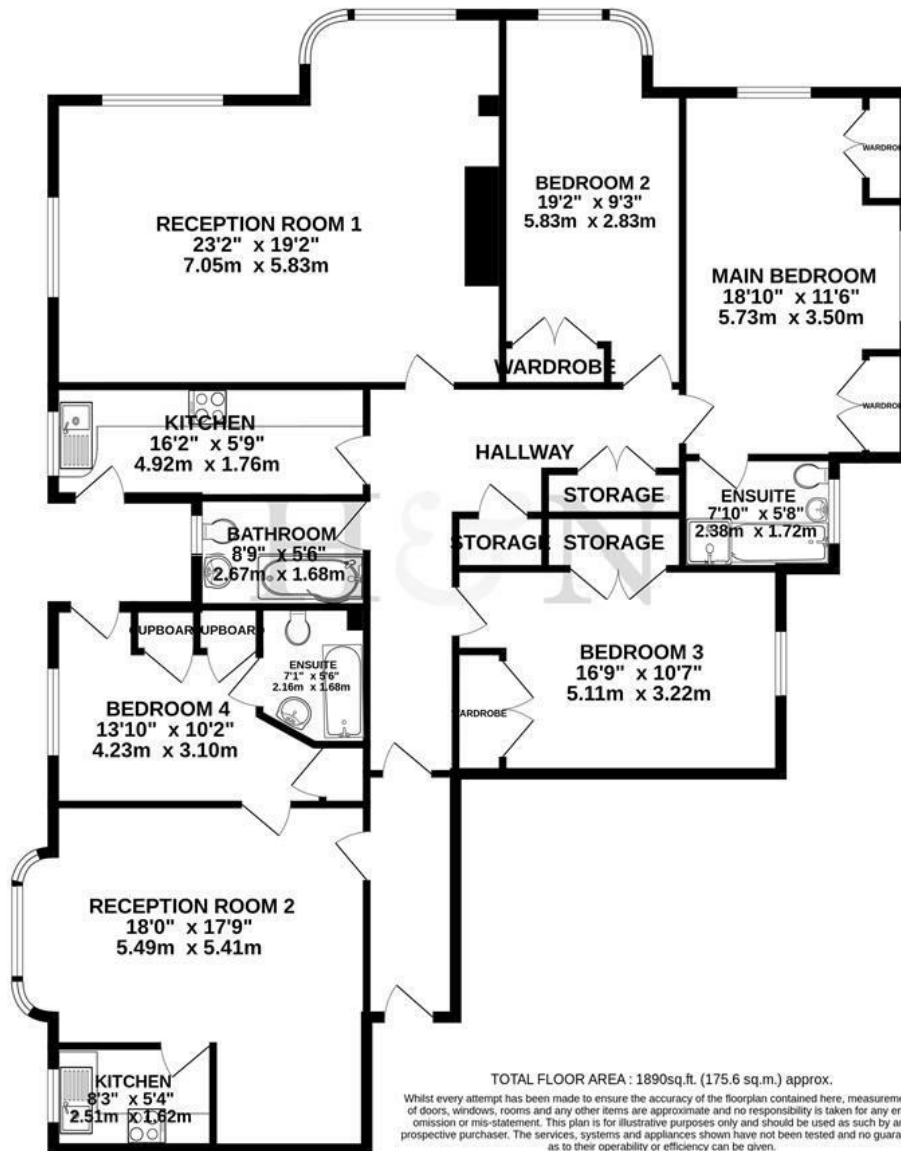 RECEPTION ROOM 1
23'2" x 19'2"
7.05m x 5.83m
BEDROOM 2
19'2" x 9'3"
5.83m x 2.83m
WARDROBE
MAIN BEDROOM
18'10" x 11'6"
5.73m x 3.50m
WARDROBE
WARDROBE
KITCHEN
16'2" x 5'9"
4.92m x 1.76m
HALLWAY
STORAGE
STORAGE
STORAGE
ENSUITE
7'10" x 5'8"
2.38m x 1.72m
BATHROOM
8'9" x 5'6"
2.67m x 1.68m
H&N
CUPBOARD
CUPBOARD
ENSUITE
7'1" x 5'6"
2.16m x 1.68m
BEDROOM 3
16'9" x 10'7"
5.11m x 3.22m
WARDROBE
BEDROOM 4
13'10" x 10'2"
4.23m x 3.10m
RECEPTION ROOM 2
18'0" x 17'9"
5.49m x 5.41m
KITCHEN
8'3" x 5'4"
2.51m x 1.62m
TOTAL FLOOR AREA : 1890sq.ft. (175.6 sq.m.) approx.
Whilst every attempt has been made to ensure the accuracy of the floorplan contained here, measureme
of doors, windows, rooms and any other items are approximate and no responsibility is taken for any er
omission or mis-statement. This plan is for illustrative purposes only and should be used as such by a
prospective purchaser. The services, systems and appliances shown have not been tested and no guara
as to their operability or efficiency can be given.